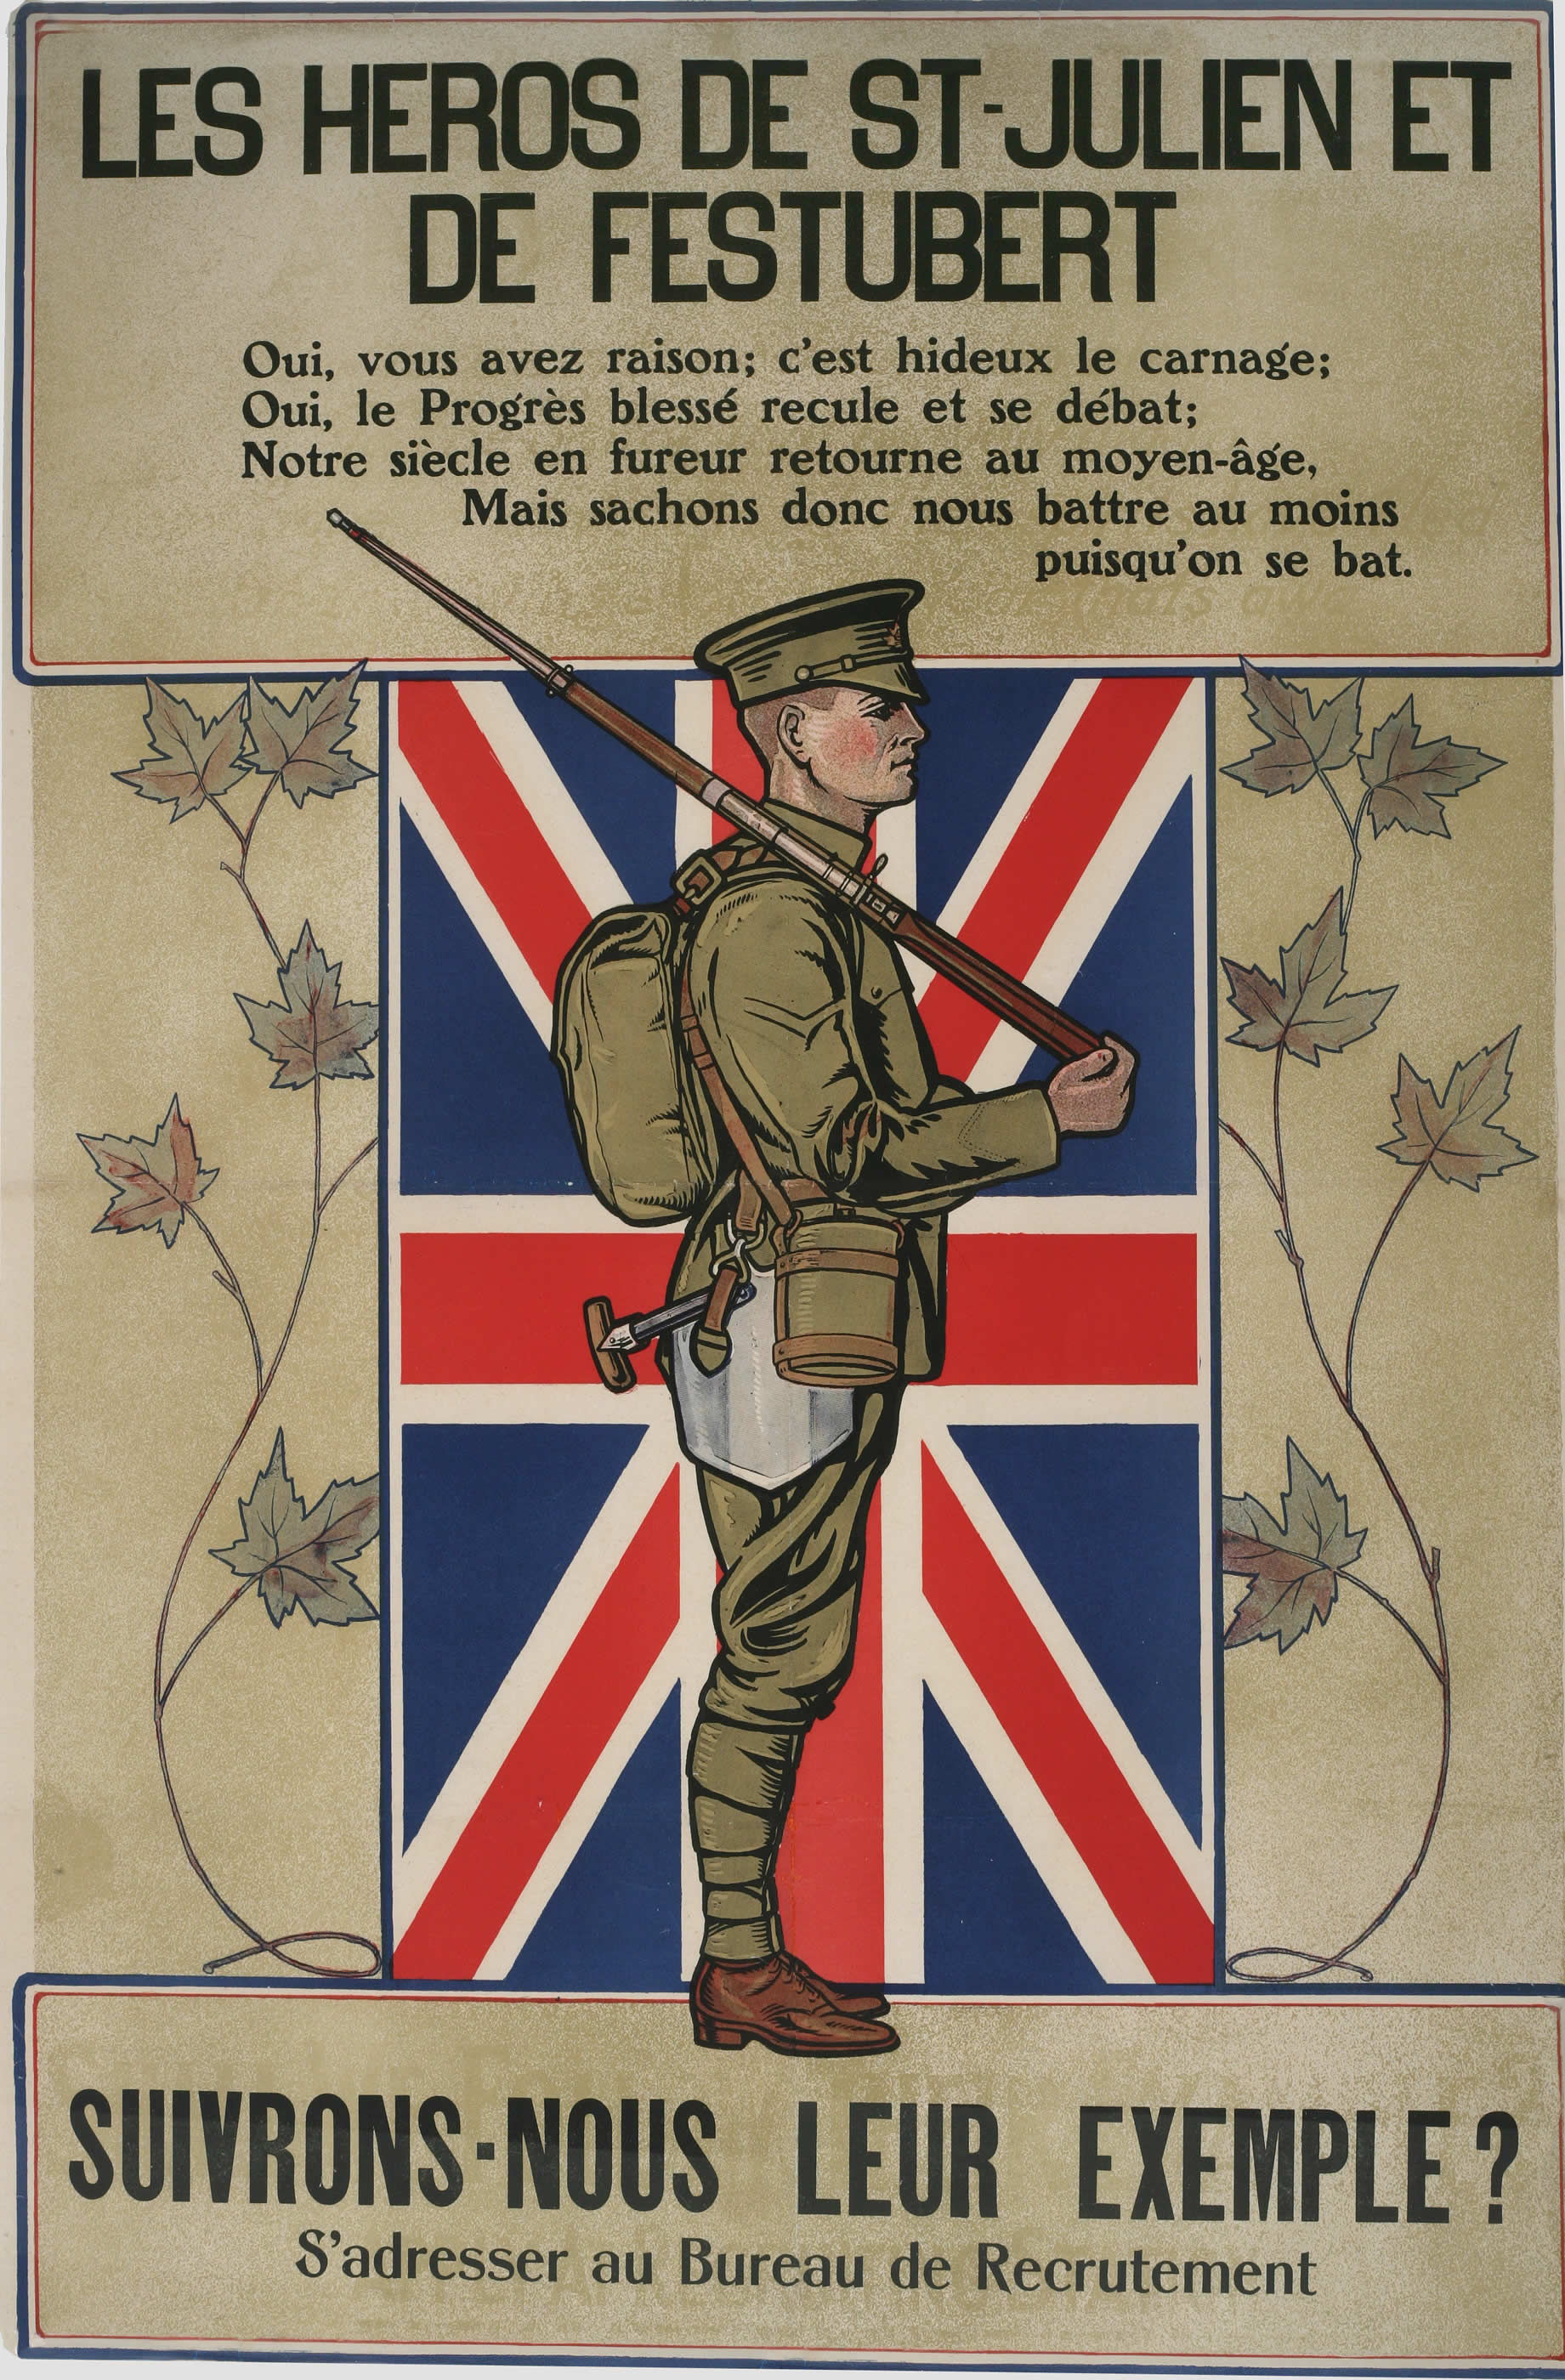 LES HEROS DE ST-JULIEN ET
DE FESTUBERT
Oui, vous avez raison; c'est hideux le carnage;
Oui, le Progrès blessé recule et se débat;
Notre siècle en fureur retourne au moyen-âge,
Mais sachons donc nous battre au moins
puisqu'on se bat.
SUIVRONS-NOUS LEUR EXEMPLE?
S'adresser au Bureau de Recrutement